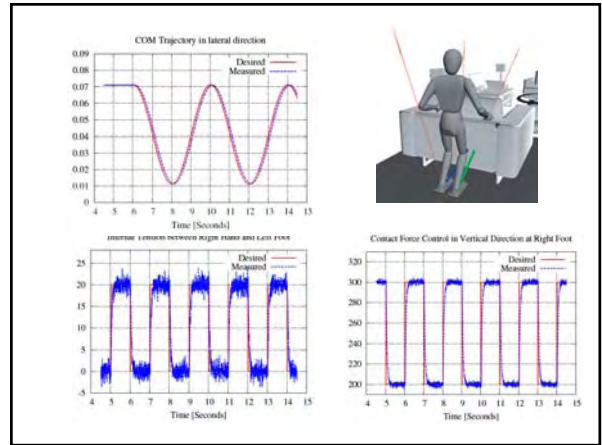 COM Trajectory in lateral direction
Desired
Measured
0.09
0.08
0.07
0.06
0.05
0.04
0.03
0.02
0.01
0
4 5 6 7 8 9 10 11 12 13 14 15
Time [Seconds]
Internal Tension between Right Hand and Left Foot
Desired
Measured
25
20
15
10
5
0
-5
4 5 6 7 8 9 10 11 12 13 14 15
Time [Seconds]
Contact Force Control in Vertical Direction at Right Foot
Desired
Measured
320
300
280
260
240
220
200
4 5 6 7 8 9 10 11 12 13 14 15
Time [Seconds]